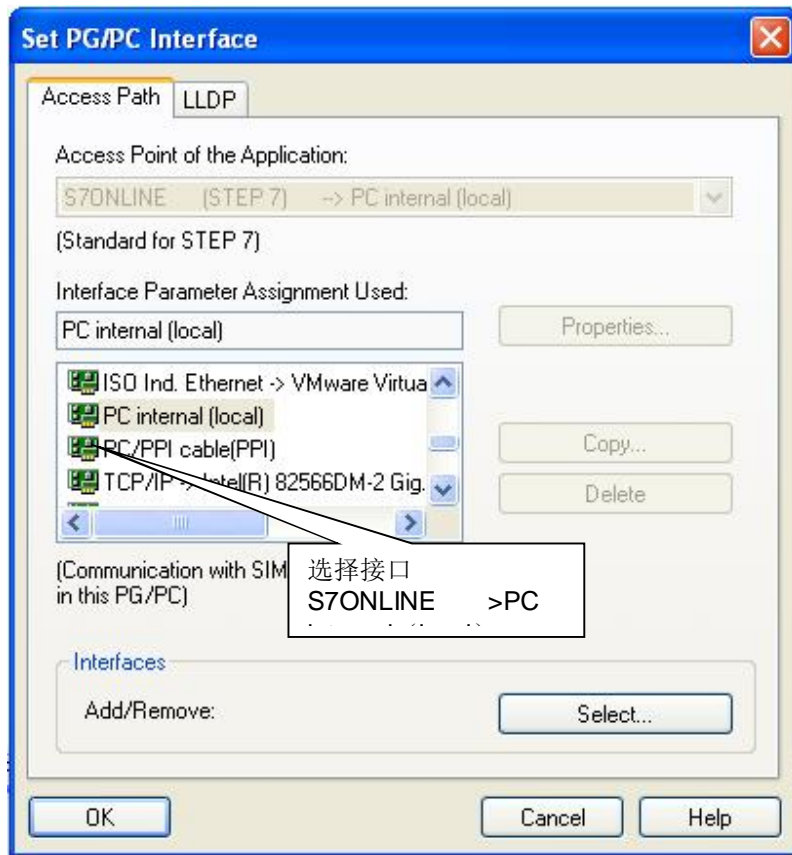 Set PG/PC Interface
Access Path LLDP
Access Point of the Application:
S7ONLINE (STEP 7) --> PC internal (local)
(Standard for STEP 7)
Interface Parameter Assignment Used:
PC internal (local)
Properties...
ISO Ind. Ethernet -> VMware Virtua
PC internal (local)
PC/PPI cable(PPI)
Copy...
TCP/IP -> Intel(R) 82566DM-2 Gig.
Delete
(Communication with SIM
in this PG/PC)
选择接口
S7ONLINE >PC
Interfaces
Add/Remove:
Select...
OK Cancel Help